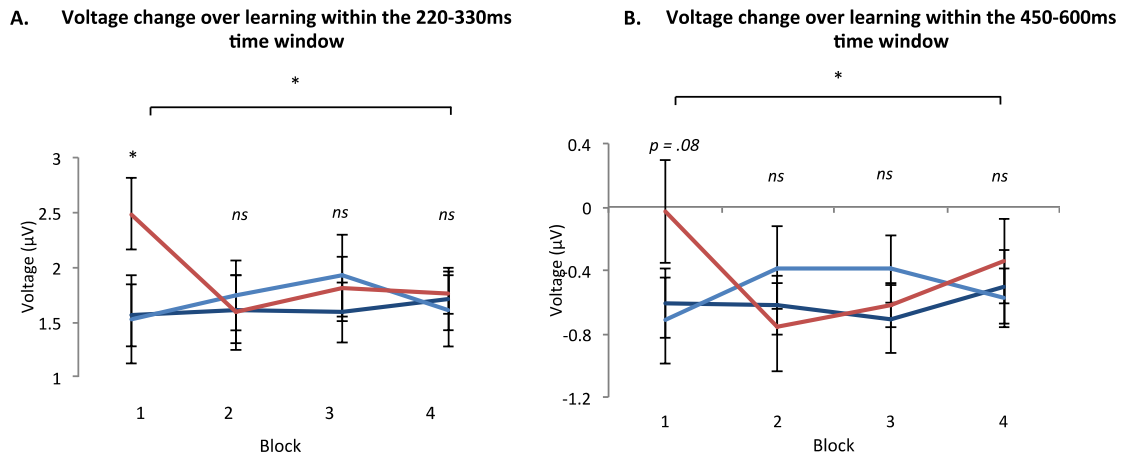 A.
Voltage change over learning within the 220-330ms
time window
*
*
ns
ns
ns
3
2.5
2
1.5
1
Voltage (µV)
1
2
3
4
Block
B.
Voltage change over learning within the 450-600ms
time window
*
p = .08
ns
ns
ns
0.4
0
-0.4
-0.8
-1.2
Voltage (µV)
1
2
3
4
Block